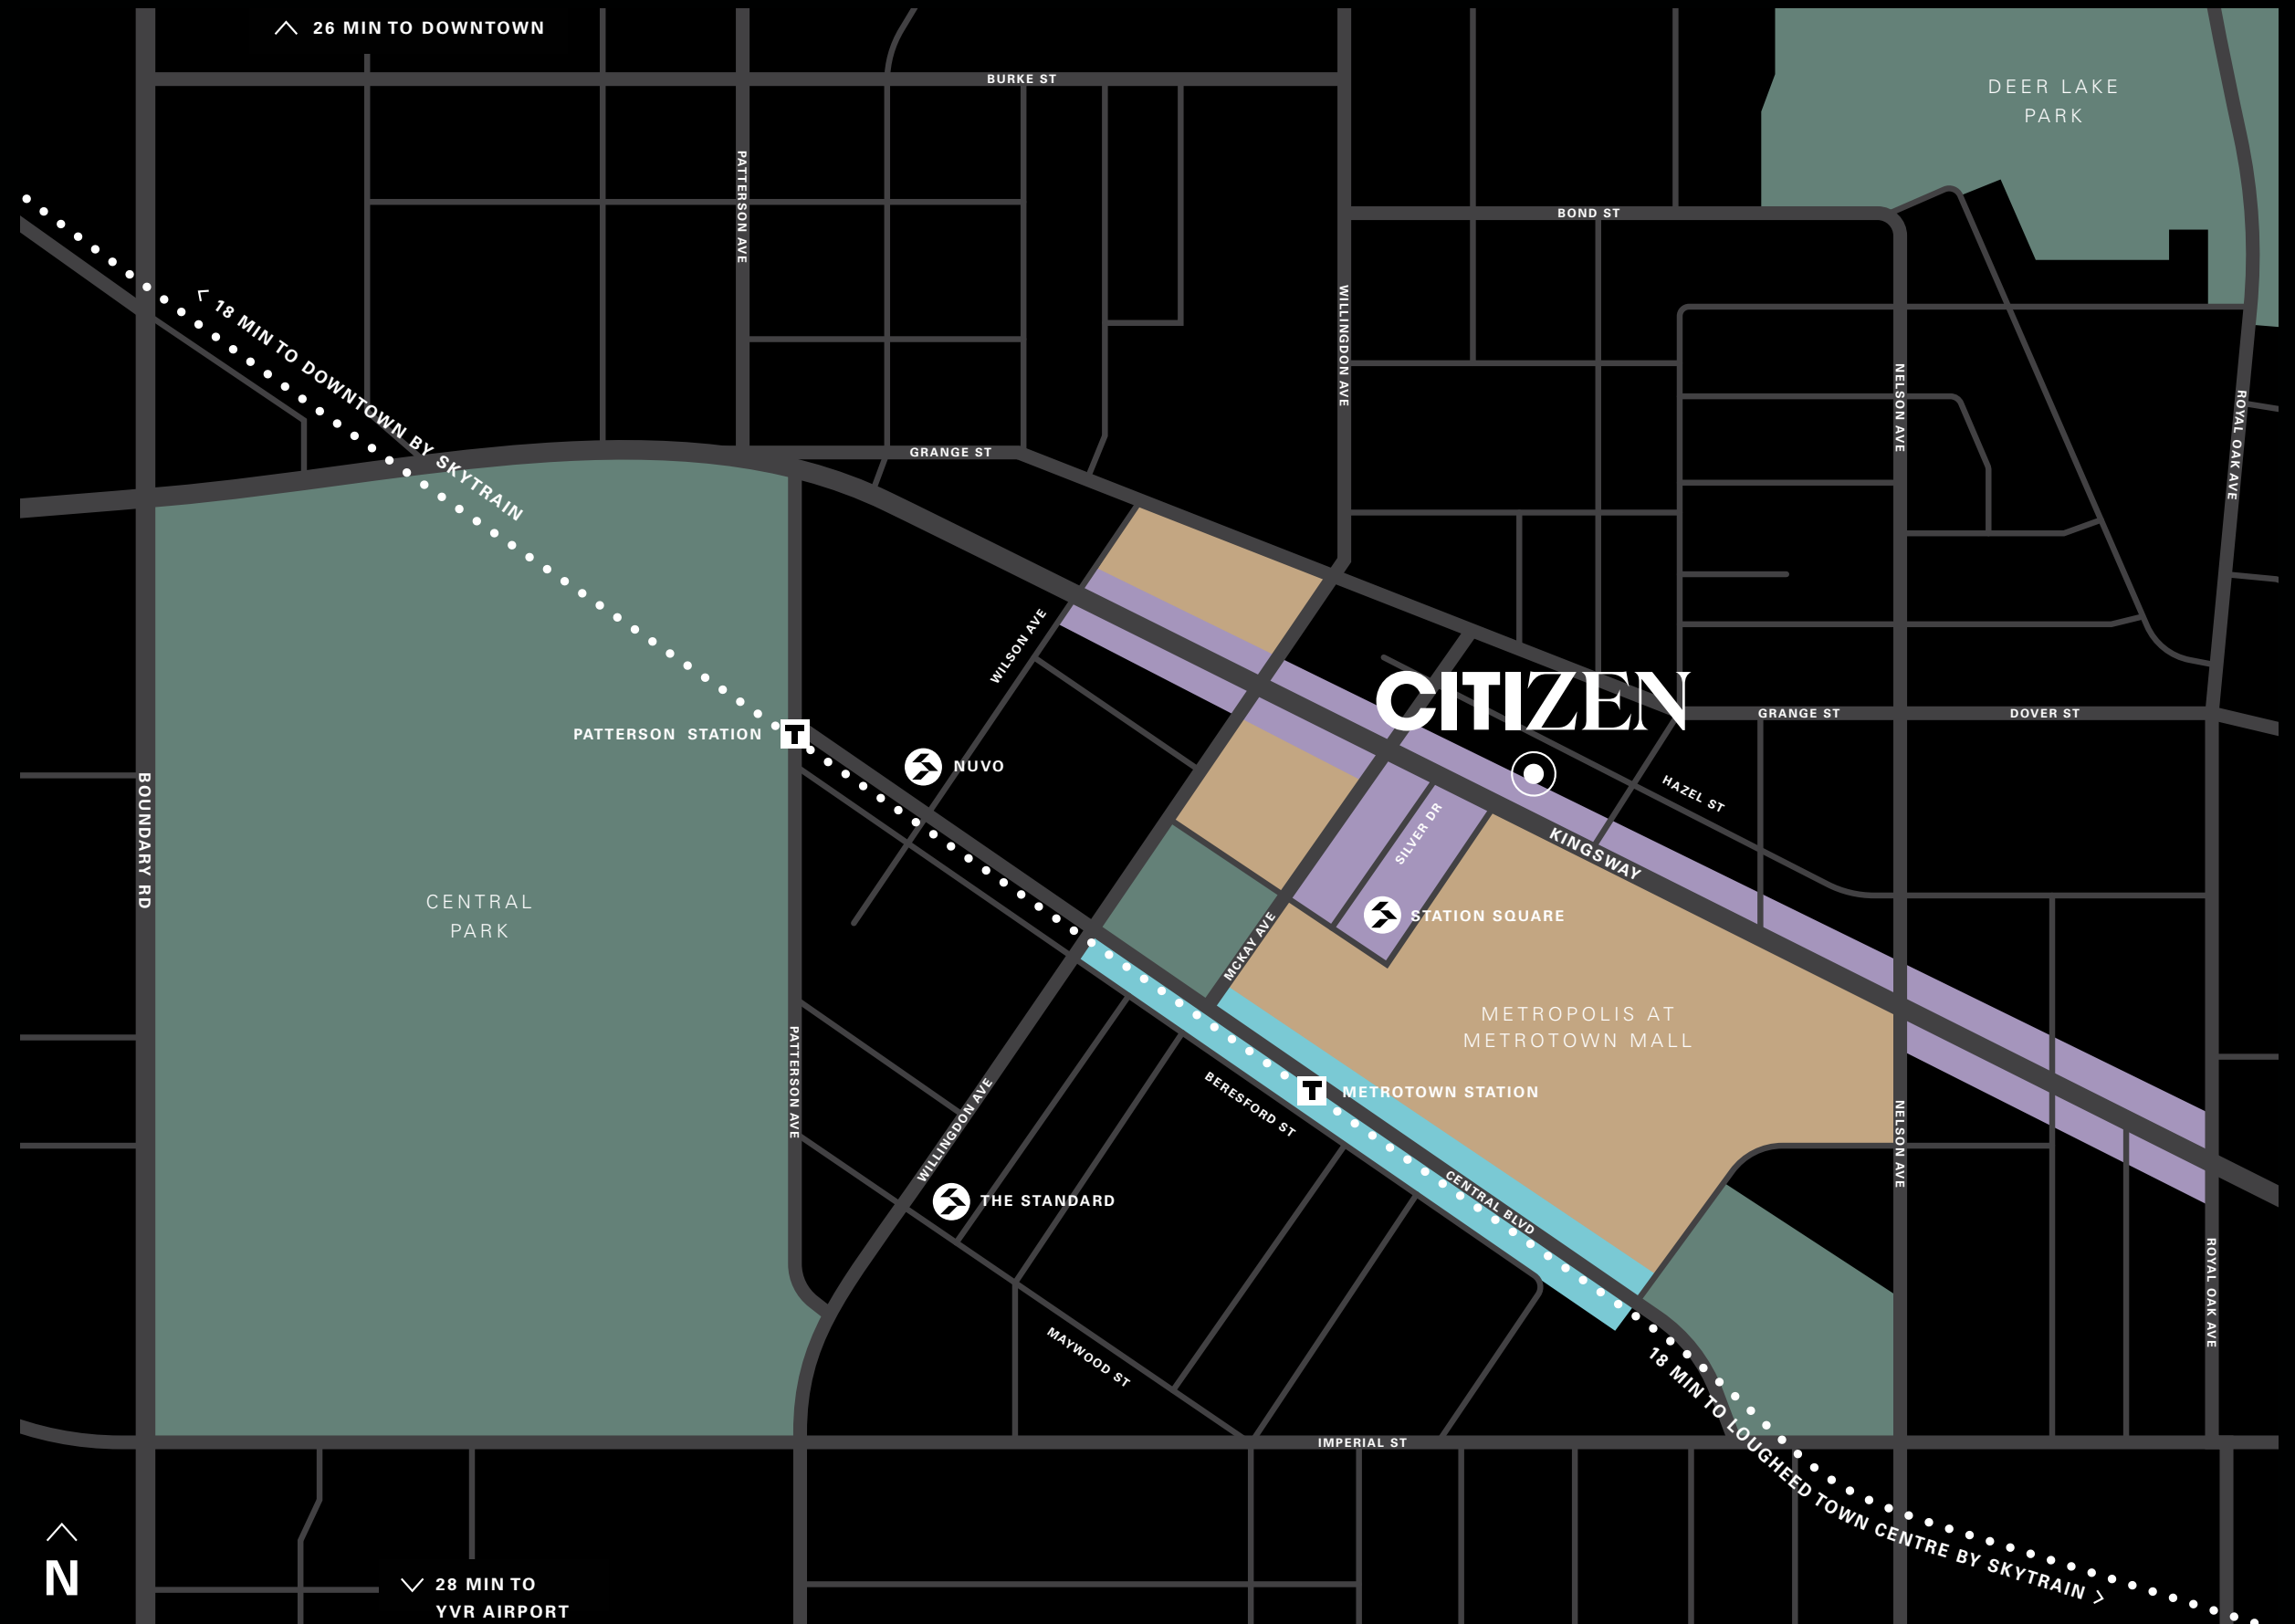 26 MIN TO DOWNTOWN
BURKE ST
DEER LAKE
PARK
PATTERSON AVE
BOND ST
< 18 MIN TO DOWNTOWN BY SKYTRAIN
WILLINGDON AVE
NELSON AVE
ROYAL OAK AVE
GRANGE ST
WILSON AVE
CITIZEN
GRANGE ST
DOVER ST
PATTERSON STATION
T
NUVO
HAZEL ST
BOUNDARY RD
SILVER DR
KINGSWAY
CENTRAL
PARK
STATION SQUARE
MCKAY AVE
METROPOLIS AT
METROTOWN MALL
PATTERSON AVE
T
METROTOWN STATION
BERESFORD ST
WILLINGDON AVE
NELSON AVE
CENTRAL BLVD
THE STANDARD
ROYAL OAK AVE
MAYWOOD ST
18 MIN TO LOUGHEED TOWN CENTRE BY SKYTRAIN >
IMPERIAL ST
N
28 MIN TO
YVR AIRPORT